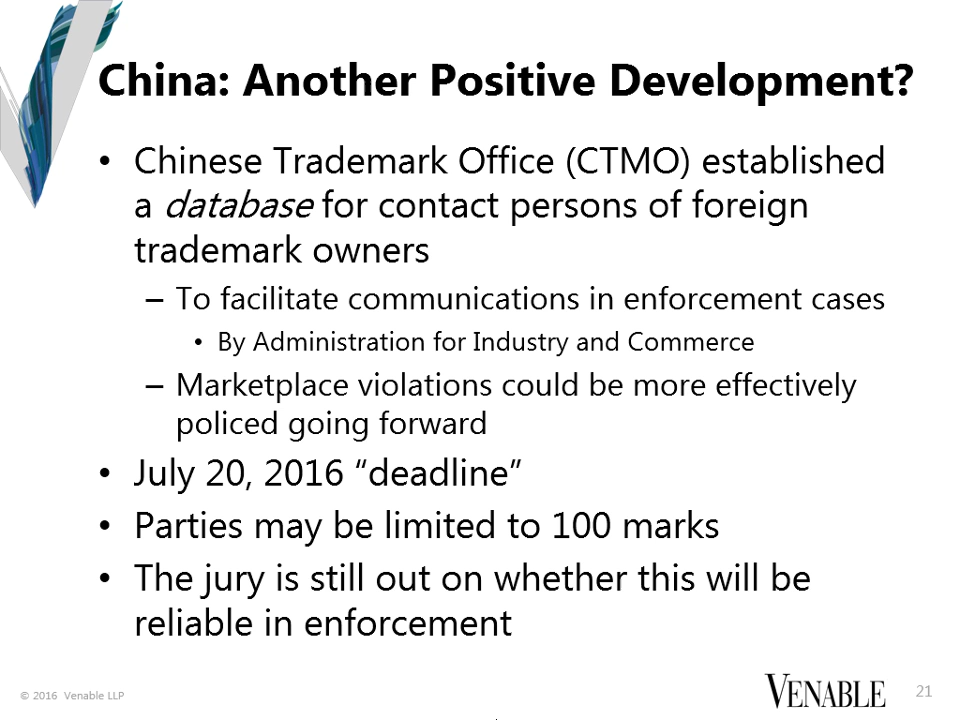 China: Another Positive Development?
• Chinese Trademark Office (CTMO) established
a database for contact persons of foreign
trademark owners
– To facilitate communications in enforcement cases
• By Administration for Industry and Commerce
– Marketplace violations could be more effectively
policed going forward
• July 20, 2016 “deadline”
• Parties may be limited to 100 marks
• The jury is still out on whether this will be
reliable in enforcement
© 2016 Venable LLP
VENABLE
21